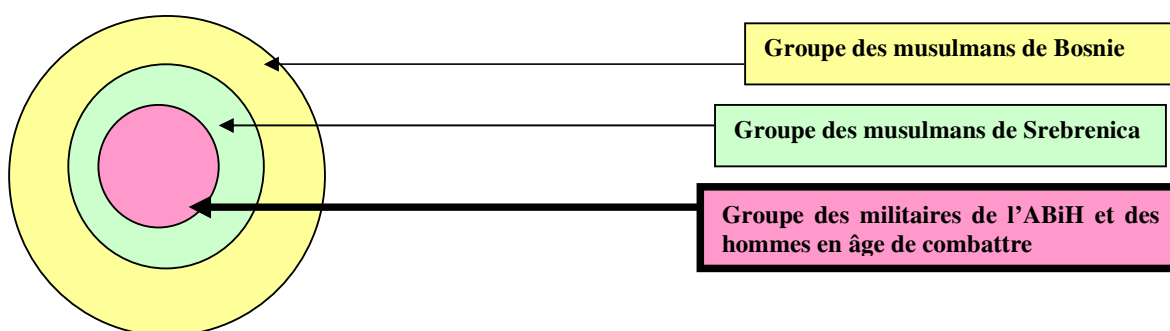 Groupe des musulmans de Bosnie
Groupe des musulmans de Srebrenica
Groupe des militaires de l’ABiH et des
hommes en âge de combattre